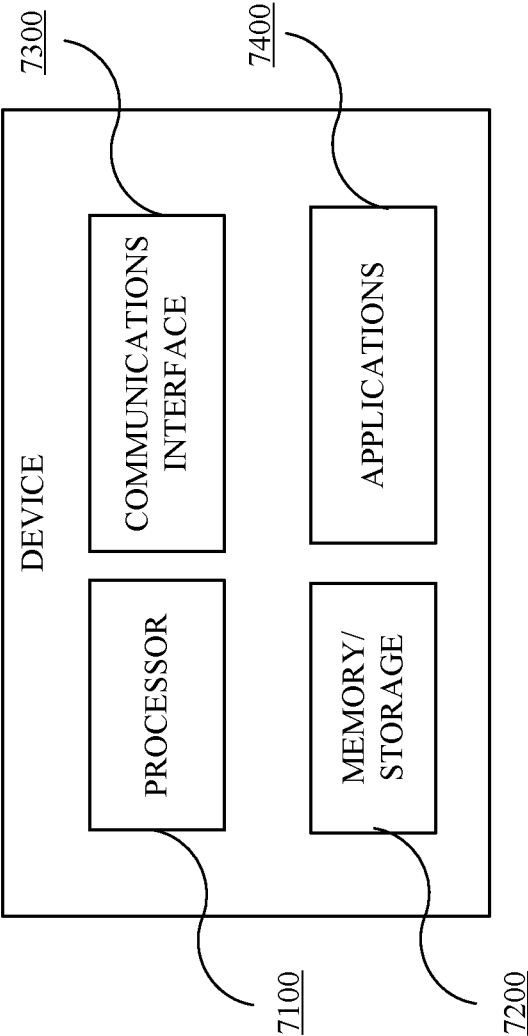 DEVICE
7100
PROCESSOR
COMMUNICATIONS
INTERFACE
7300
7200
MEMORY/
STORAGE
APPLICATIONS
7400